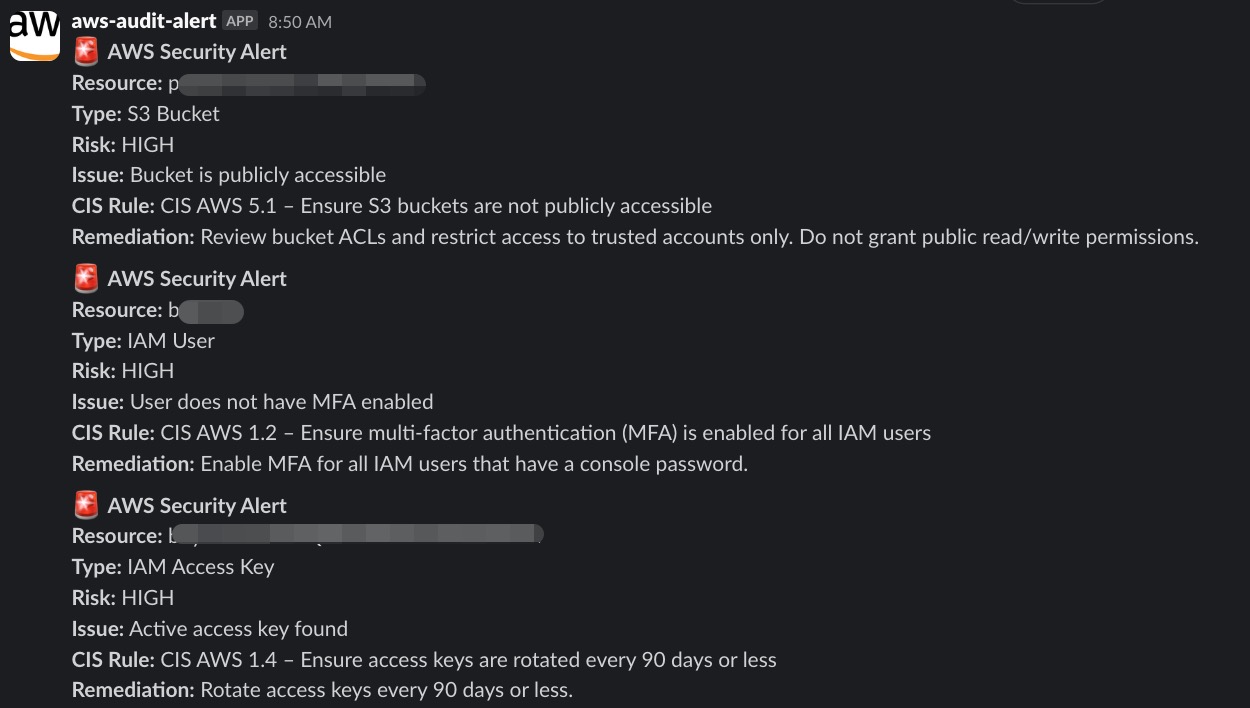 aw
aws-audit-alert APP 8:50 AM
AWS Security Alert
Resource: p
Type: S3 Bucket
Risk: HIGH
Issue: Bucket is publicly accessible
CIS Rule: CIS AWS 5.1 – Ensure S3 buckets are not publicly accessible
Remediation: Review bucket ACLs and restrict access to trusted accounts only. Do not grant public read/write permissions.
AWS Security Alert
Resource: b
Type: IAM User
Risk: HIGH
Issue: User does not have MFA enabled
CIS Rule: CIS AWS 1.2 – Ensure multi-factor authentication (MFA) is enabled for all IAM users
Remediation: Enable MFA for all IAM users that have a console password.
AWS Security Alert
Resource:
Type: IAM Access Key
Risk: HIGH
Issue: Active access key found
CIS Rule: CIS AWS 1.4 – Ensure access keys are rotated every 90 days or less
Remediation: Rotate access keys every 90 days or less.